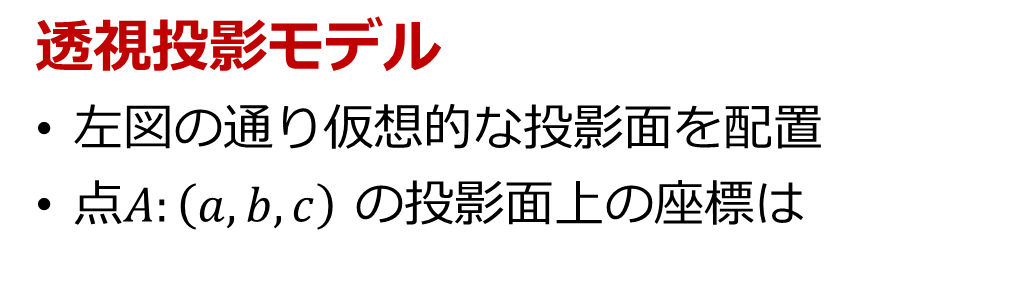 透視投影モデル
• 左図の通り仮想的な投影面を配置
• 点A: (a, b, c) の投影面上の座標は